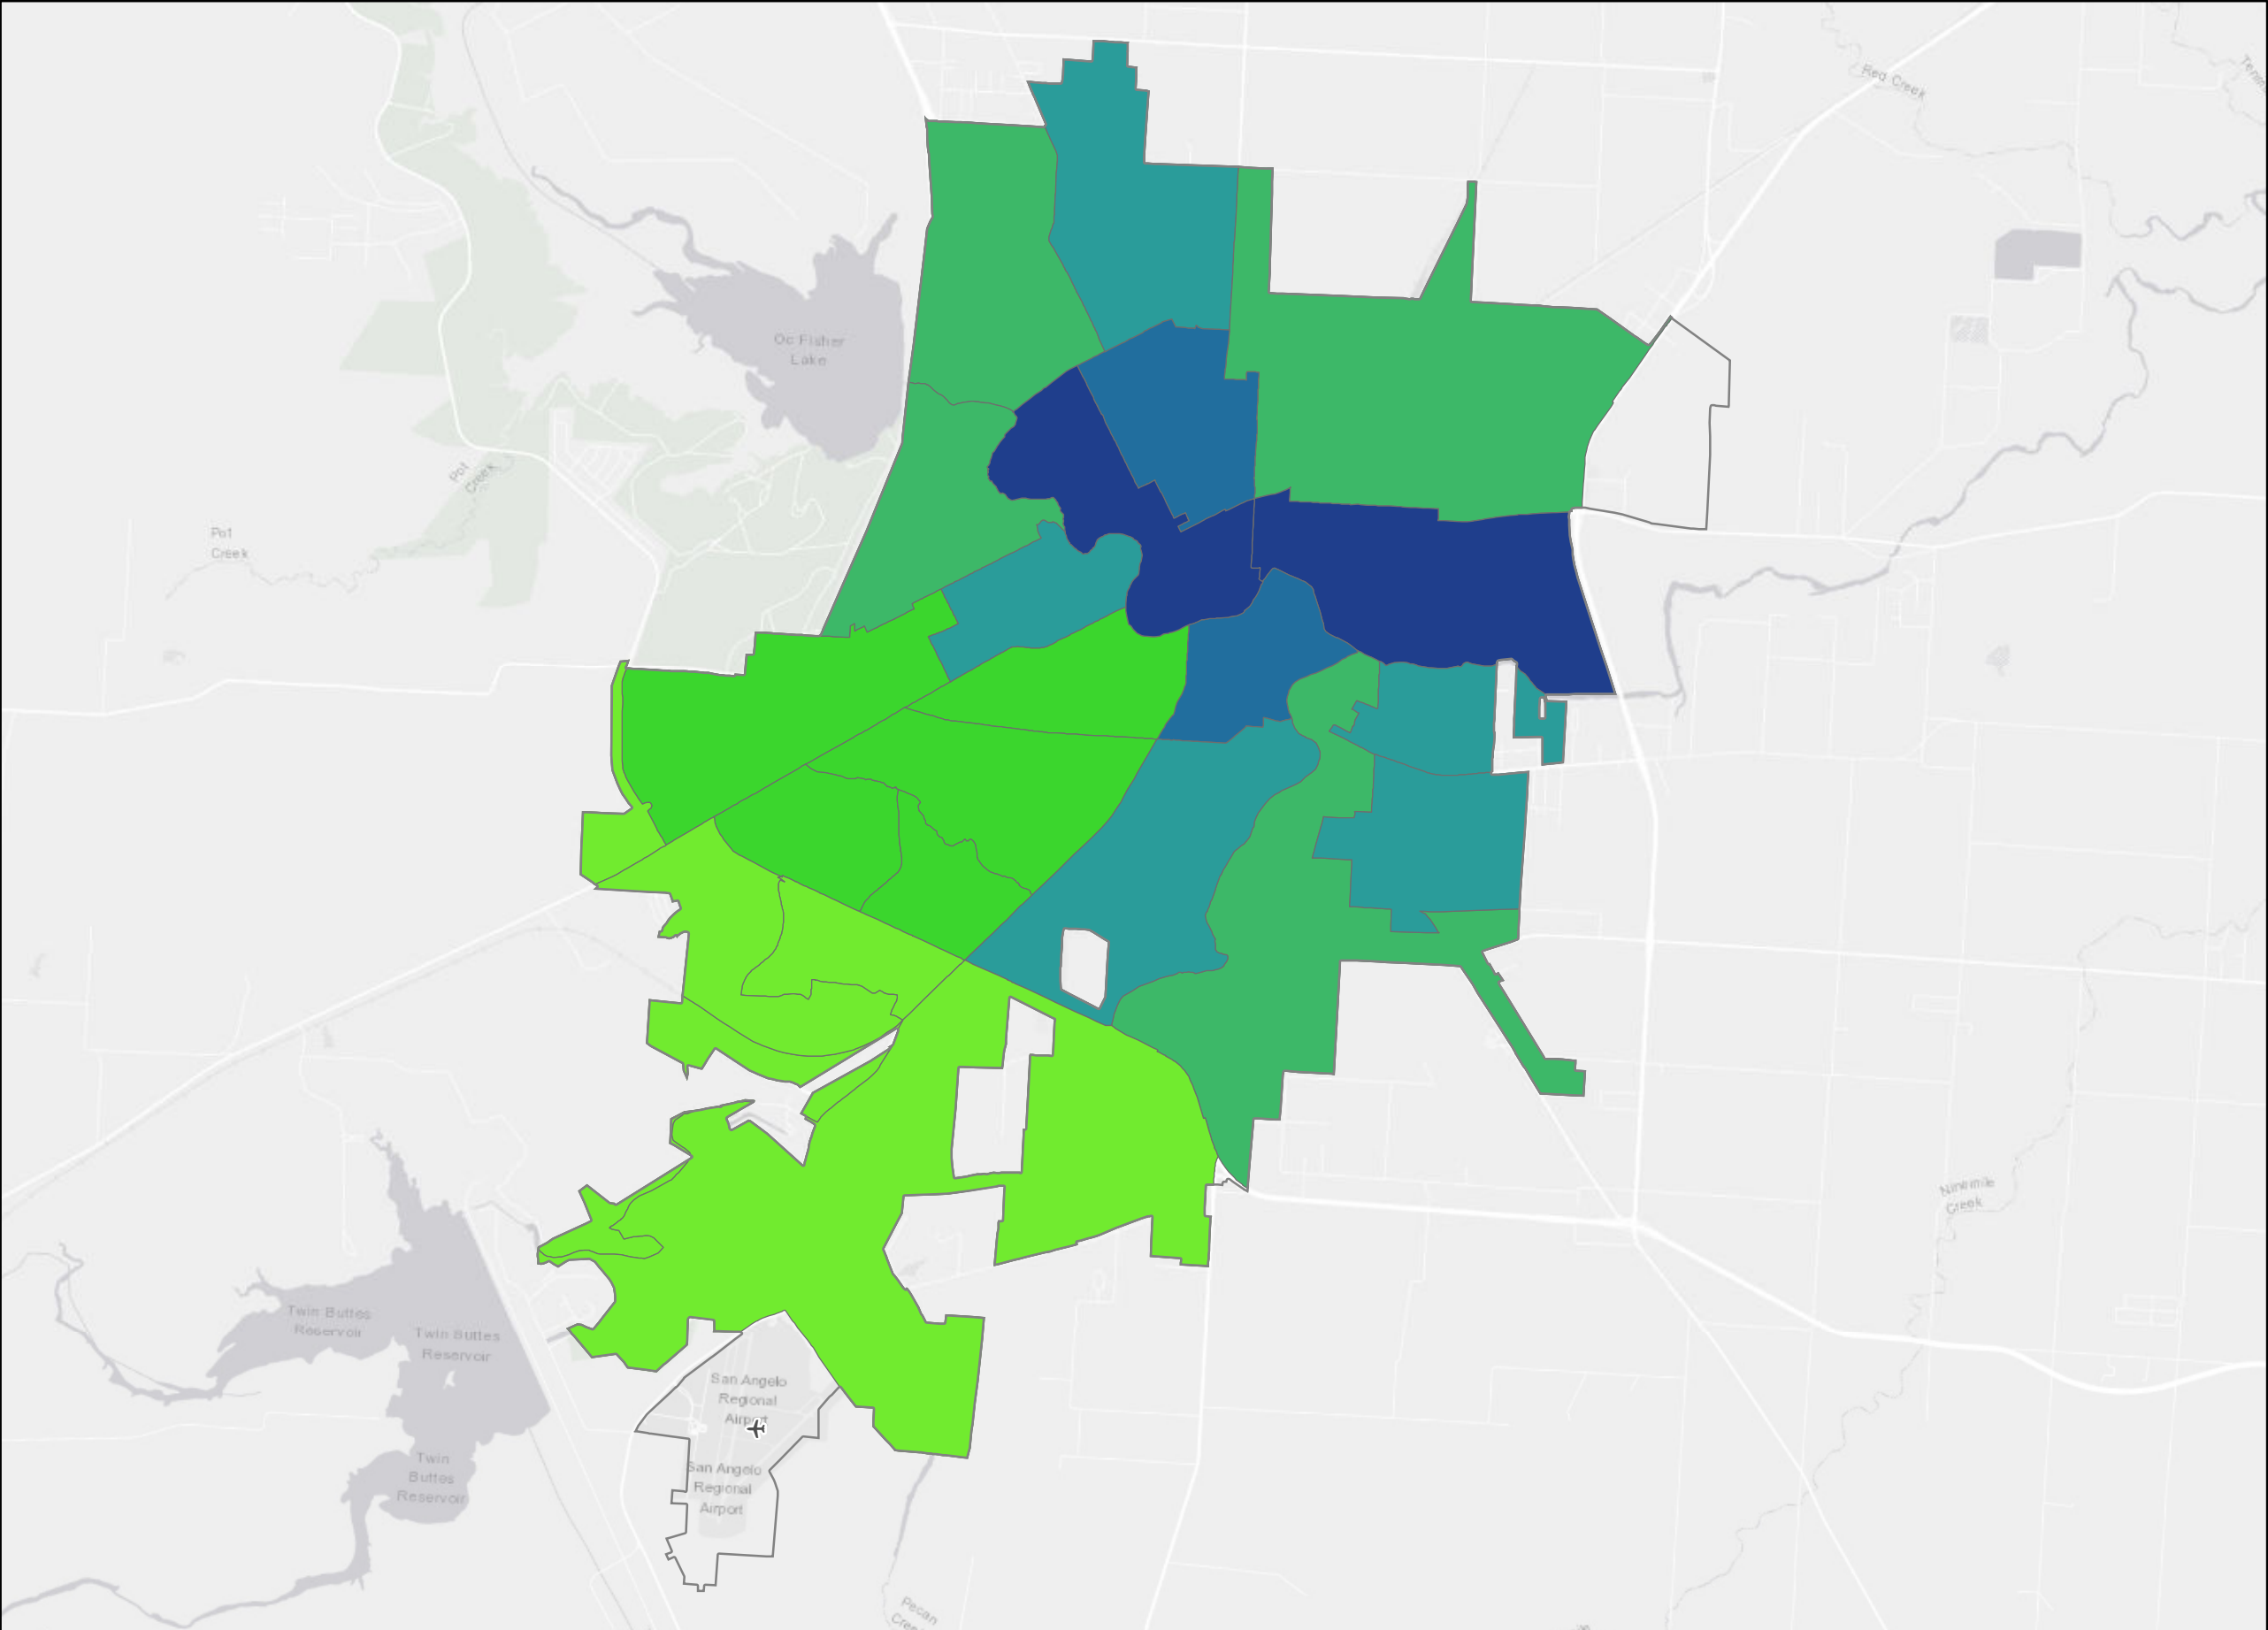 Red Creek
Oc Fisher
Lake
Pot
Creek
Pot
Creek
Ninemile
Creek
Twin Buttes
Reservoir
Twin Buttes
Reservoir
San Angelo
Regional
Airport
Twin
Buttes
Reservoir
San Angelo
Regional
Airport
Pecan